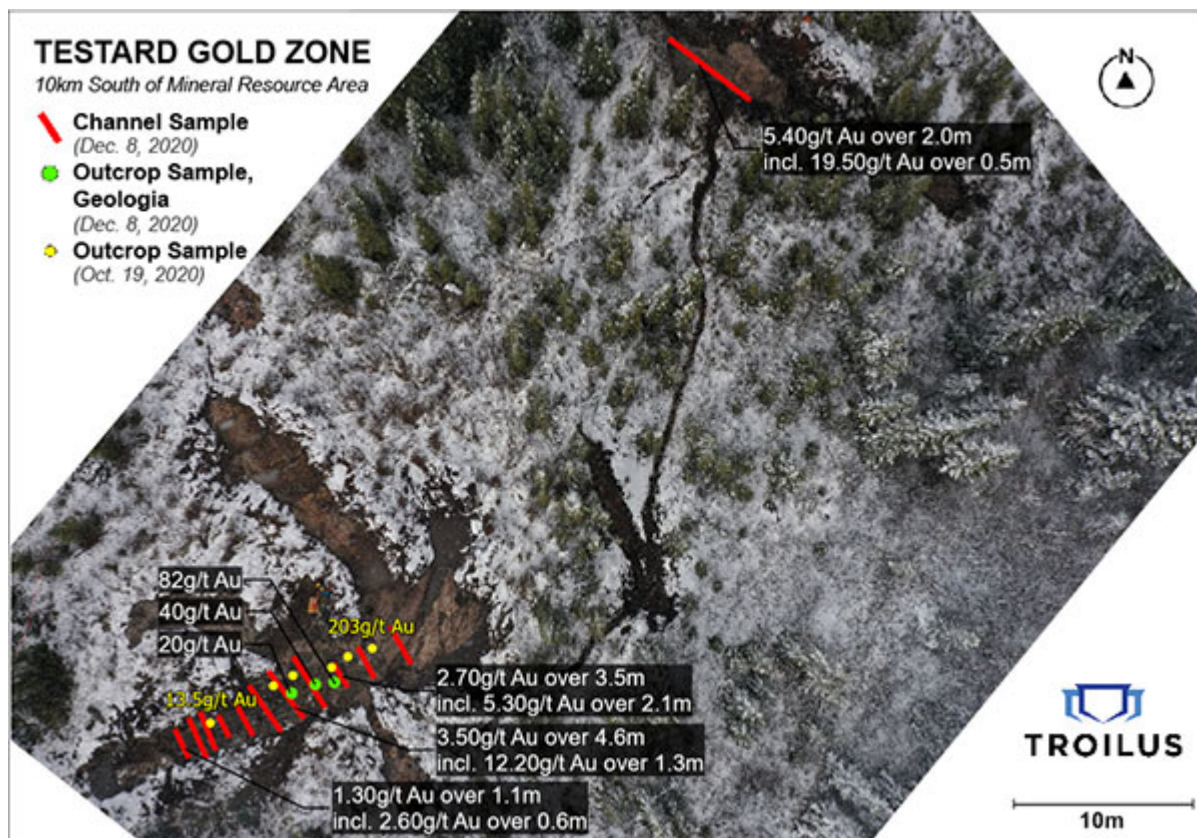 TESTARD GOLD ZONE
10km South of Mineral Resource Area
Channel Sample
(Dec. 8, 2020)
Outcrop Sample,
Geologia
(Dec. 8, 2020)
Outcrop Sample
(Oct. 19, 2020)
N
5.40g/t Au over 2.0m
incl. 19.50g/t Au over 0.5m
82g/t Au
40g/t Au
20g/t Au
203g/t Au
13.5g/t Au
2.70g/t Au over 3.5m
incl. 5.30g/t Au over 2.1m
3.50g/t Au over 4.6m
incl. 12.20g/t Au over 1.3m
1.30g/t Au over 1.1m
incl. 2.60g/t Au over 0.6m
TROILUS
10m